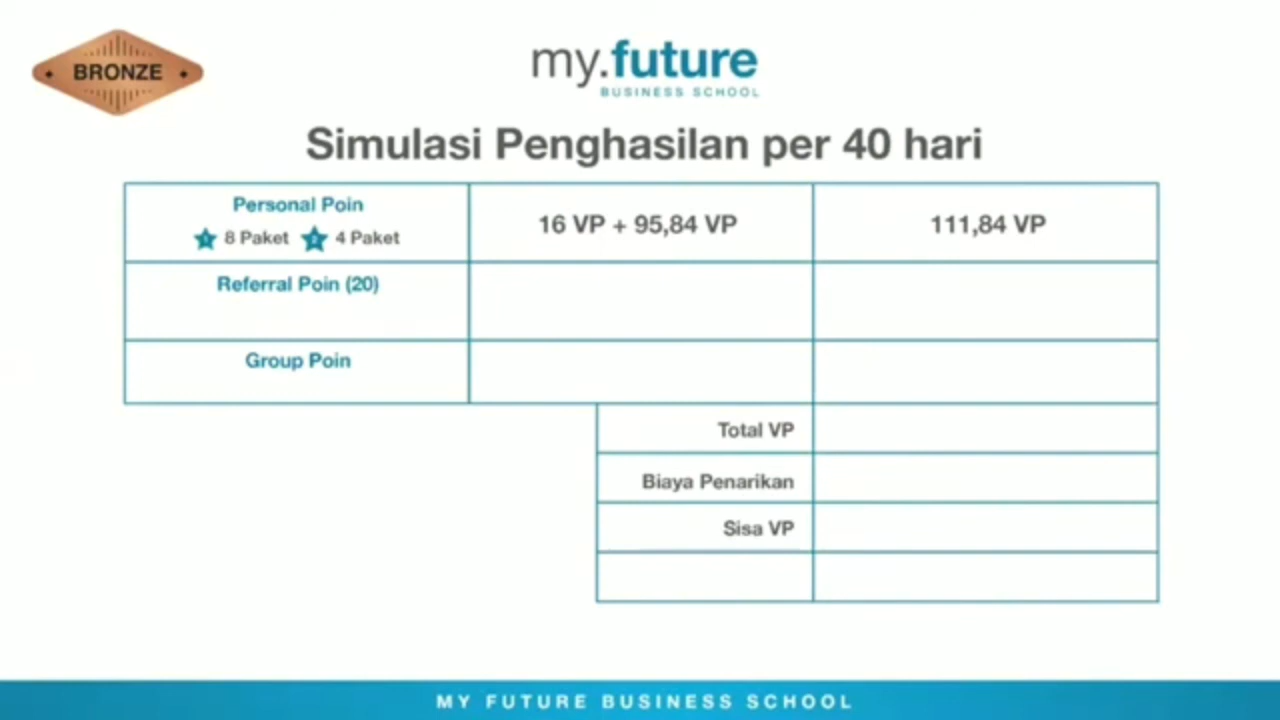 BRONZE
my.future
BUSINESS SCHOOL
Simulasi Penghasilan per 40 hari
Personal Poin
1 8 Paket 2 4 Paket
16 VP + 95,84 VP
111,84 VP
Referral Poin (20)
Group Poin
Total VP
Biaya Penarikan
Sisa VP
MY FUTURE BUSINESS SCHOOL